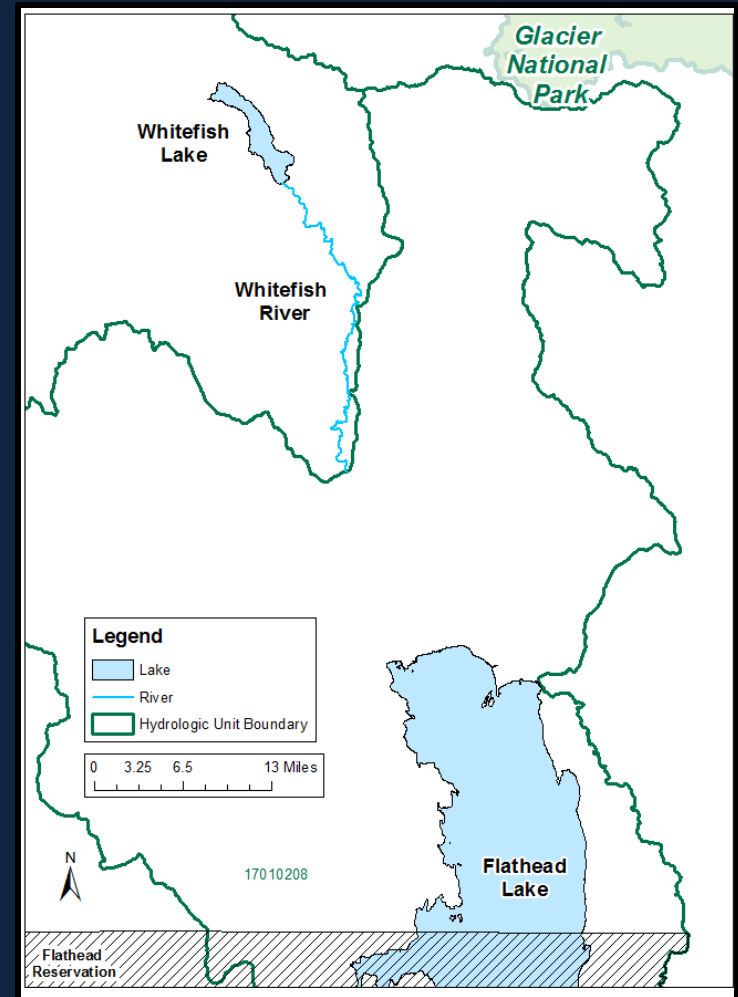 Glacier
National
Park
Whitefish
Lake
Whitefish
River
Legend
Lake
River
Hydrologic Unit Boundary
0 3.25 6.5 13 Miles
N
17010208
Flathead
Lake
Flathead
Reservation